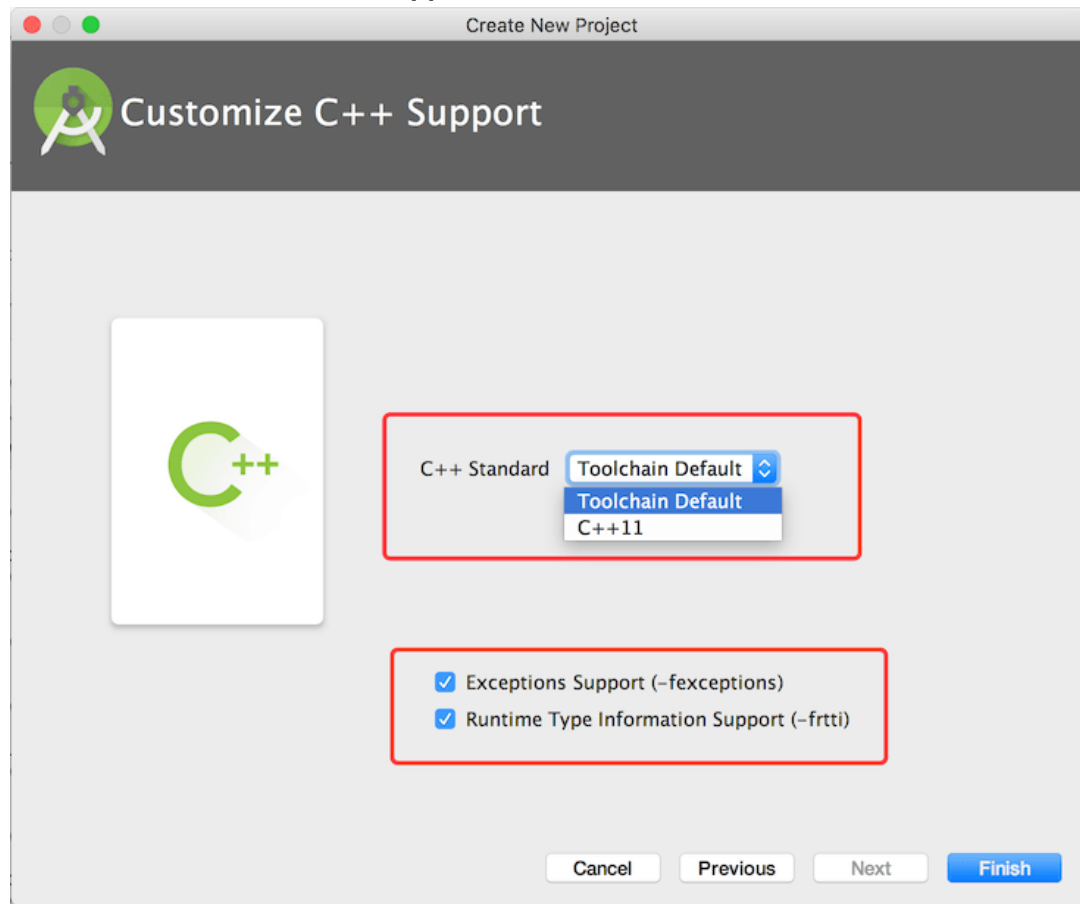 Create New Project
Customize C++ Support
C++
C++ Standard Toolchain Default
Toolchain Default
C++11
Exceptions Support (-fexceptions)
Runtime Type Information Support (-frtti)
Cancel Previous Next Finish